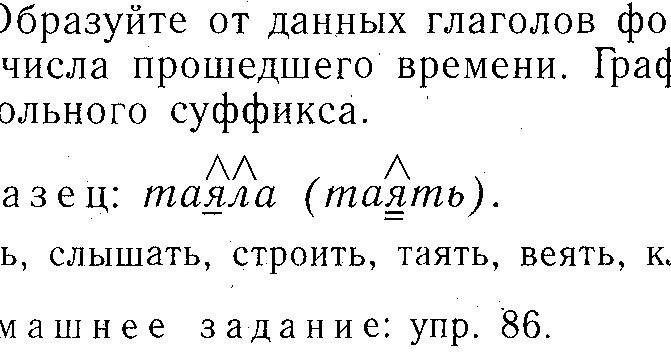 Образуйте от данных глаголов фо
числа прошедшего времени. Граф
ольного суффикса.
азец: таяла (таять).
ь, слышать, строить, таять, веять, кл
машнее задание: упр. 86.